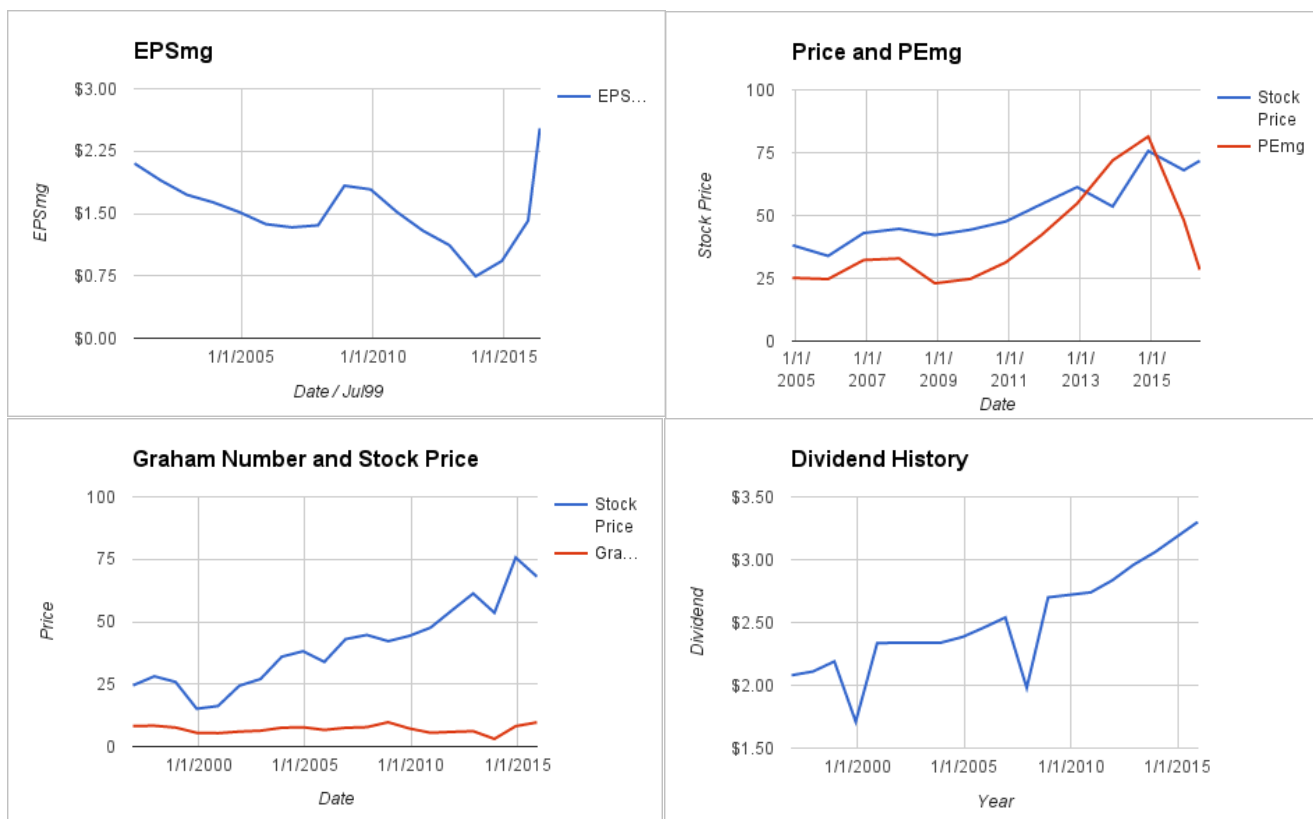 EPSmg
$3.00
$2.25
$1.50
$0.75
$0.00
EPSmg
1/1/2005
1/1/2010
1/1/2015
Date / Jul99
EPS...
Price and PEmg
100
75
50
25
0
Stock Price
1/1/
2005
1/1/
2007
1/1/
2009
1/1/
2011
1/1/
2013
1/1/
2015
Date
Stock
Price
PEmg
Graham Number and Stock Price
100
75
50
25
0
Price
1/1/2000
1/1/2005
1/1/2010
1/1/2015
Date
Stock
Price
Gra...
Dividend History
$3.50
$3.00
$2.50
$2.00
$1.50
Dividend
1/1/2000
1/1/2005
1/1/2010
1/1/2015
Year